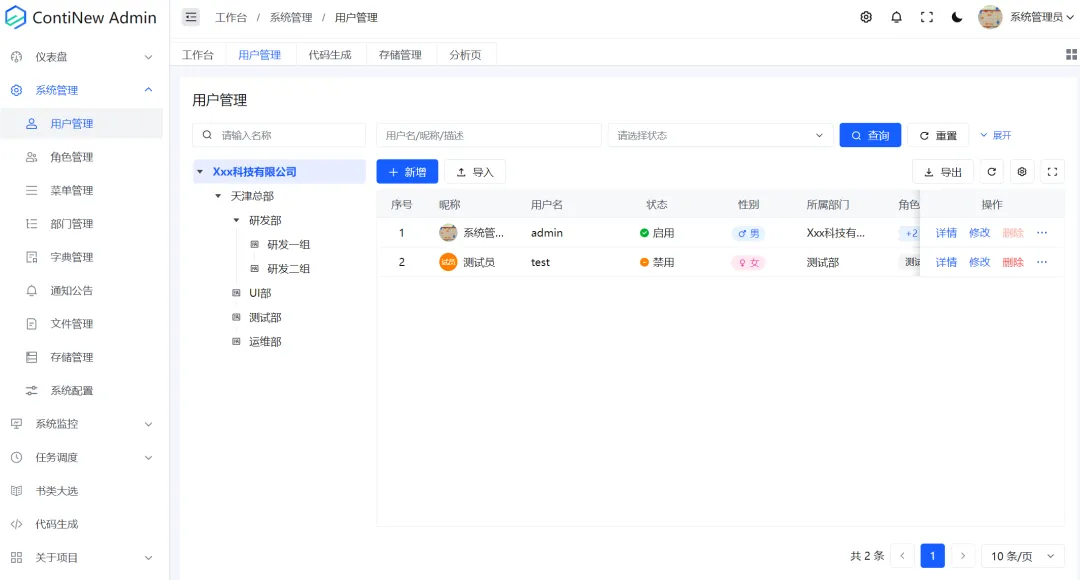 ContiNew Admin
工作台 / 系统管理 / 用户管理
系统管理员
仪表盘
系统管理
用户管理
角色管理
菜单管理
部门管理
字典管理
通知公告
文件管理
存储管理
系统配置
系统监控
任务调度
书类大选
代码生成
关于项目
工作台 用户管理 代码生成 存储管理 分析页
用户管理
请输入名称
用户名/昵称/描述 请选择状态 查询 重置 展开
Xxx科技有限公司
天津总部
研发部
研发一组
研发二组
UI部
测试部
运维部
新增 导入 导出
序号 昵称 用户名 状态 性别 所属部门 角色 操作
1 系统管... admin 启用 男 Xxx科技有... +2 详情 修改 删除 ...
2 测试员 test 禁用 女 测试部 测试 详情 修改 删除 ...
共 2 条 1 10 条/页